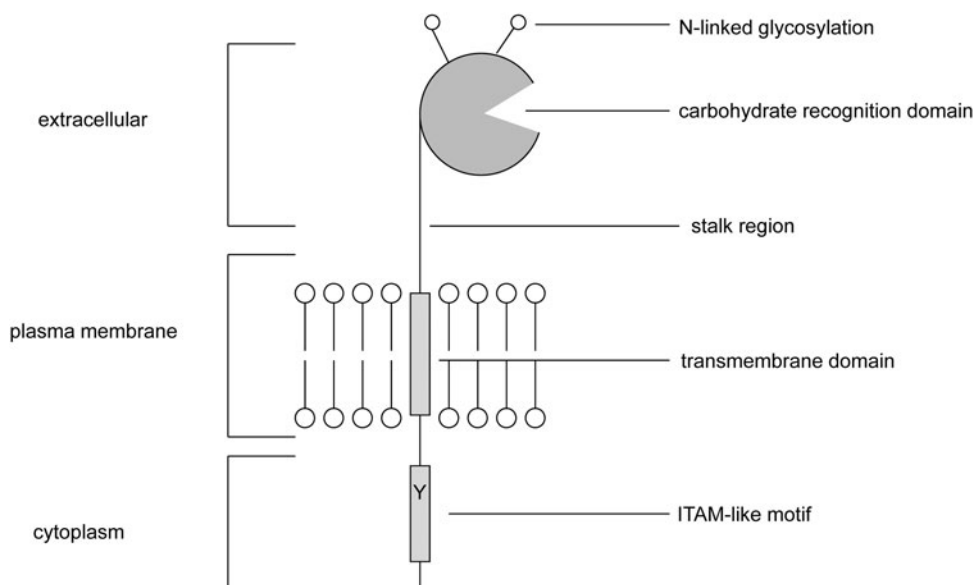 N-linked glycosylation
extracellular
carbohydrate recognition domain
stalk region
plasma membrane
transmembrane domain
Y
ITAM-like motif
cytoplasm